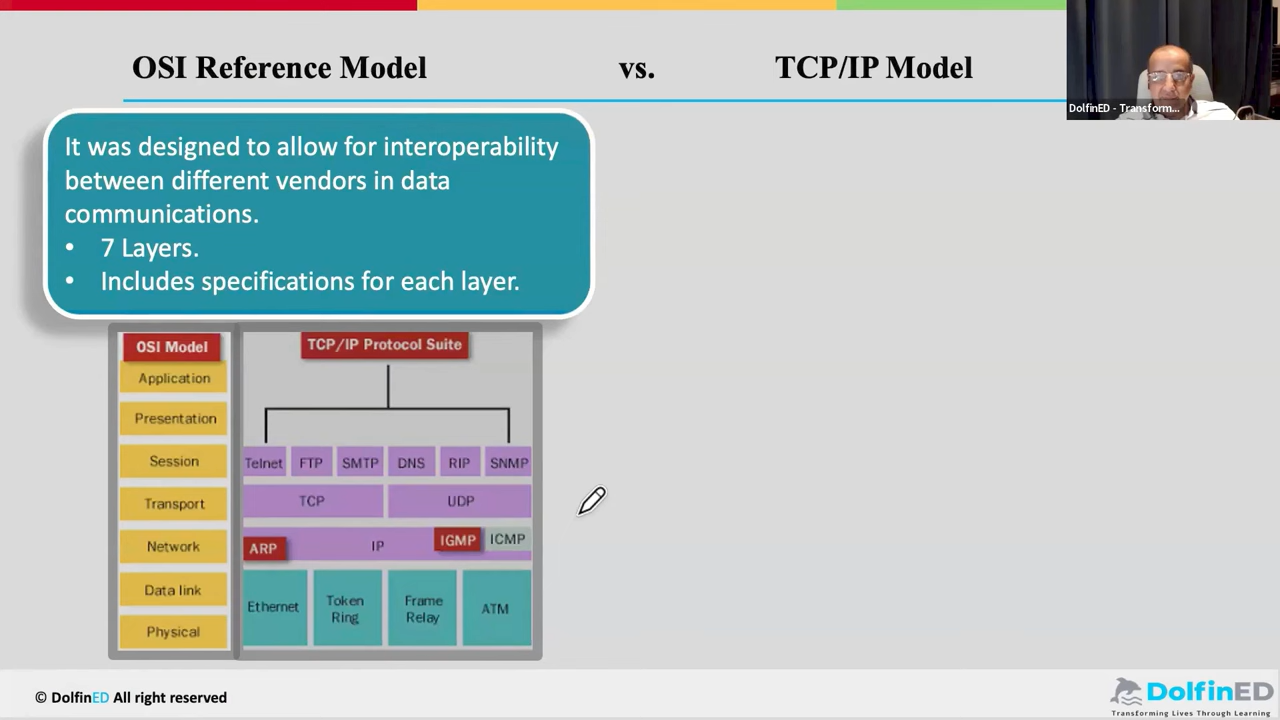 OSI Reference Model vs. TCP/IP Model
DolfinED - Transform...
It was designed to allow for interoperability
between different vendors in data
communications.
• 7 Layers.
• Includes specifications for each layer.
OSI Model
Application
Presentation
Session
Transport
Network
Data link
Physical
TCP/IP Protocol Suite
Telnet FTP SMTP DNS RIP SNMP
TCP UDP
ARP IP IGMP ICMP
Ethernet Token Ring Frame Relay ATM
© DolfinED All right reserved
DolfinED
Transforming Lives Through Learning